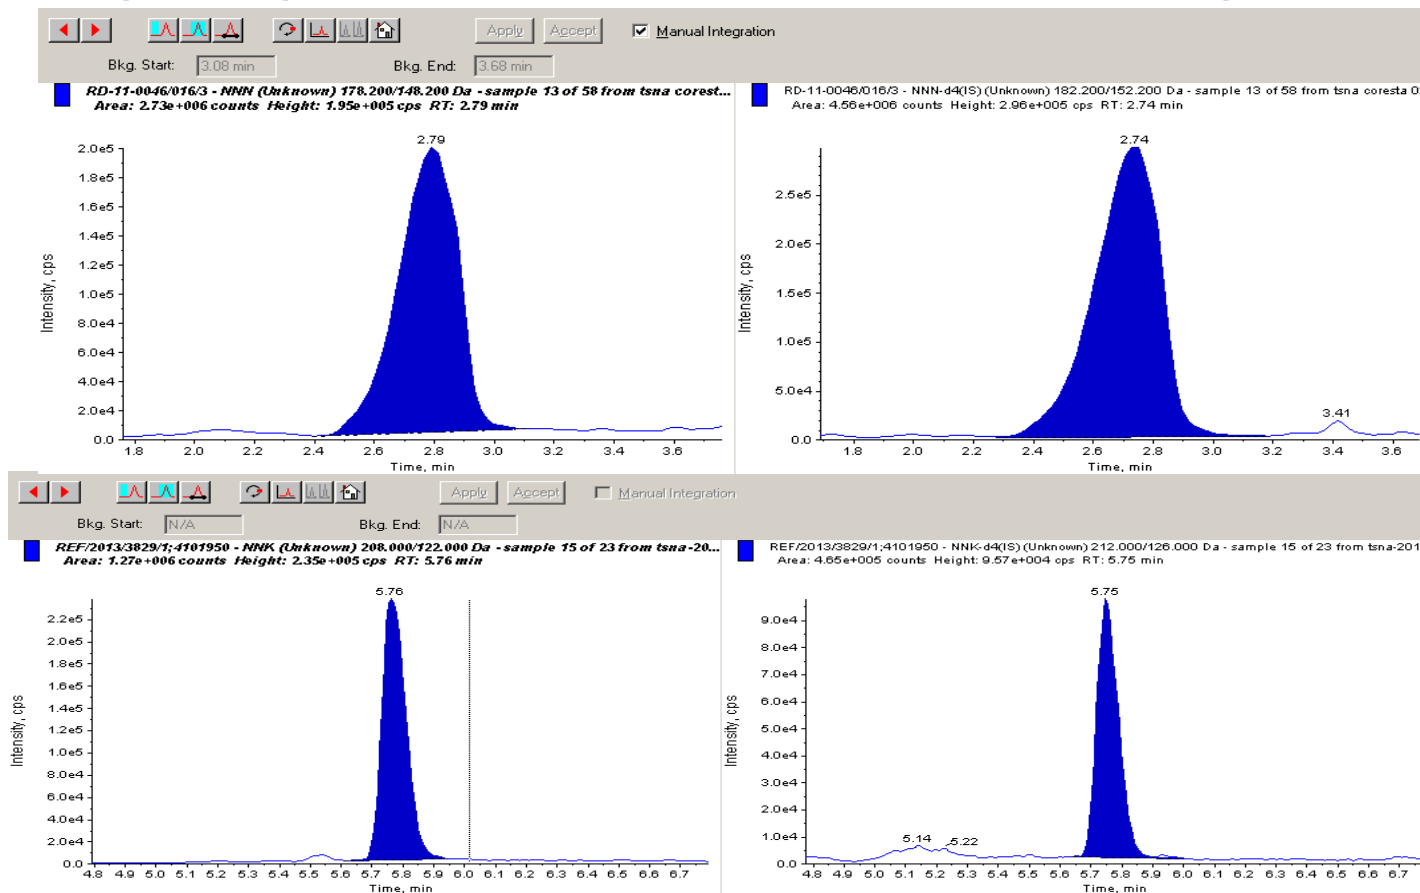 Apply Accept Manual Integration
Bkg. Start: 3.08 min Bkg. End: 3.68 min
RD-11-0046/016/3 - NNN (Unknown) 178.200/148.200 Da - sample 13 of 58 from tsna corest...
Area: 2.73e+006 counts Height: 1.95e+005 cps RT: 2.79 min
2.79
2.0e5
1.8e5
1.6e5
1.4e5
1.2e5
1.0e5
8.0e4
6.0e4
4.0e4
2.0e4
0.0
Intensity, cps
1.8 2.0 2.2 2.4 2.6 2.8 3.0 3.2 3.4 3.6
Time, min
RD-11-0046/016/3 - NNN-d4(IS) (Unknown) 182.200/152.200 Da - sample 13 of 58 from tsna coresta 0
Area: 4.56e+006 counts Height: 2.96e+005 cps RT: 2.74 min
2.74
2.5e5
2.0e5
1.5e5
1.0e5
5.0e4
0.0
3.41
Intensity, cps
1.8 2.0 2.2 2.4 2.6 2.8 3.0 3.2 3.4 3.6
Time, min
Apply Accept Manual Integration
Bkg. Start: N/A Bkg. End: N/A
REF/2013/3829/1;4101950 - NNK (Unknown) 208.000/122.000 Da - sample 15 of 23 from tsna-20...
Area: 1.27e+006 counts Height: 2.35e+005 cps RT: 5.76 min
5.76
2.2e5
2.0e5
1.8e5
1.6e5
1.4e5
1.2e5
1.0e5
8.0e4
6.0e4
4.0e4
2.0e4
0.0
Intensity, cps
4.8 4.9 5.0 5.1 5.2 5.3 5.4 5.5 5.6 5.7 5.8 5.9 6.0 6.1 6.2 6.3 6.4 6.5 6.6 6.7
Time, min
REF/2013/3829/1;4101950 - NNK-d4(IS) (Unknown) 212.000/126.000 Da - sample 15 of 23 from tsna-201
Area: 4.65e+005 counts Height: 9.57e+004 cps RT: 5.75 min
5.75
9.0e4
8.0e4
7.0e4
6.0e4
5.0e4
4.0e4
3.0e4
2.0e4
1.0e4
0.0
5.14 5.22
Intensity, cps
4.8 4.9 5.0 5.1 5.2 5.3 5.4 5.5 5.6 5.7 5.8 5.9 6.0 6.1 6.2 6.3 6.4 6.5 6.6 6.7
Time, min